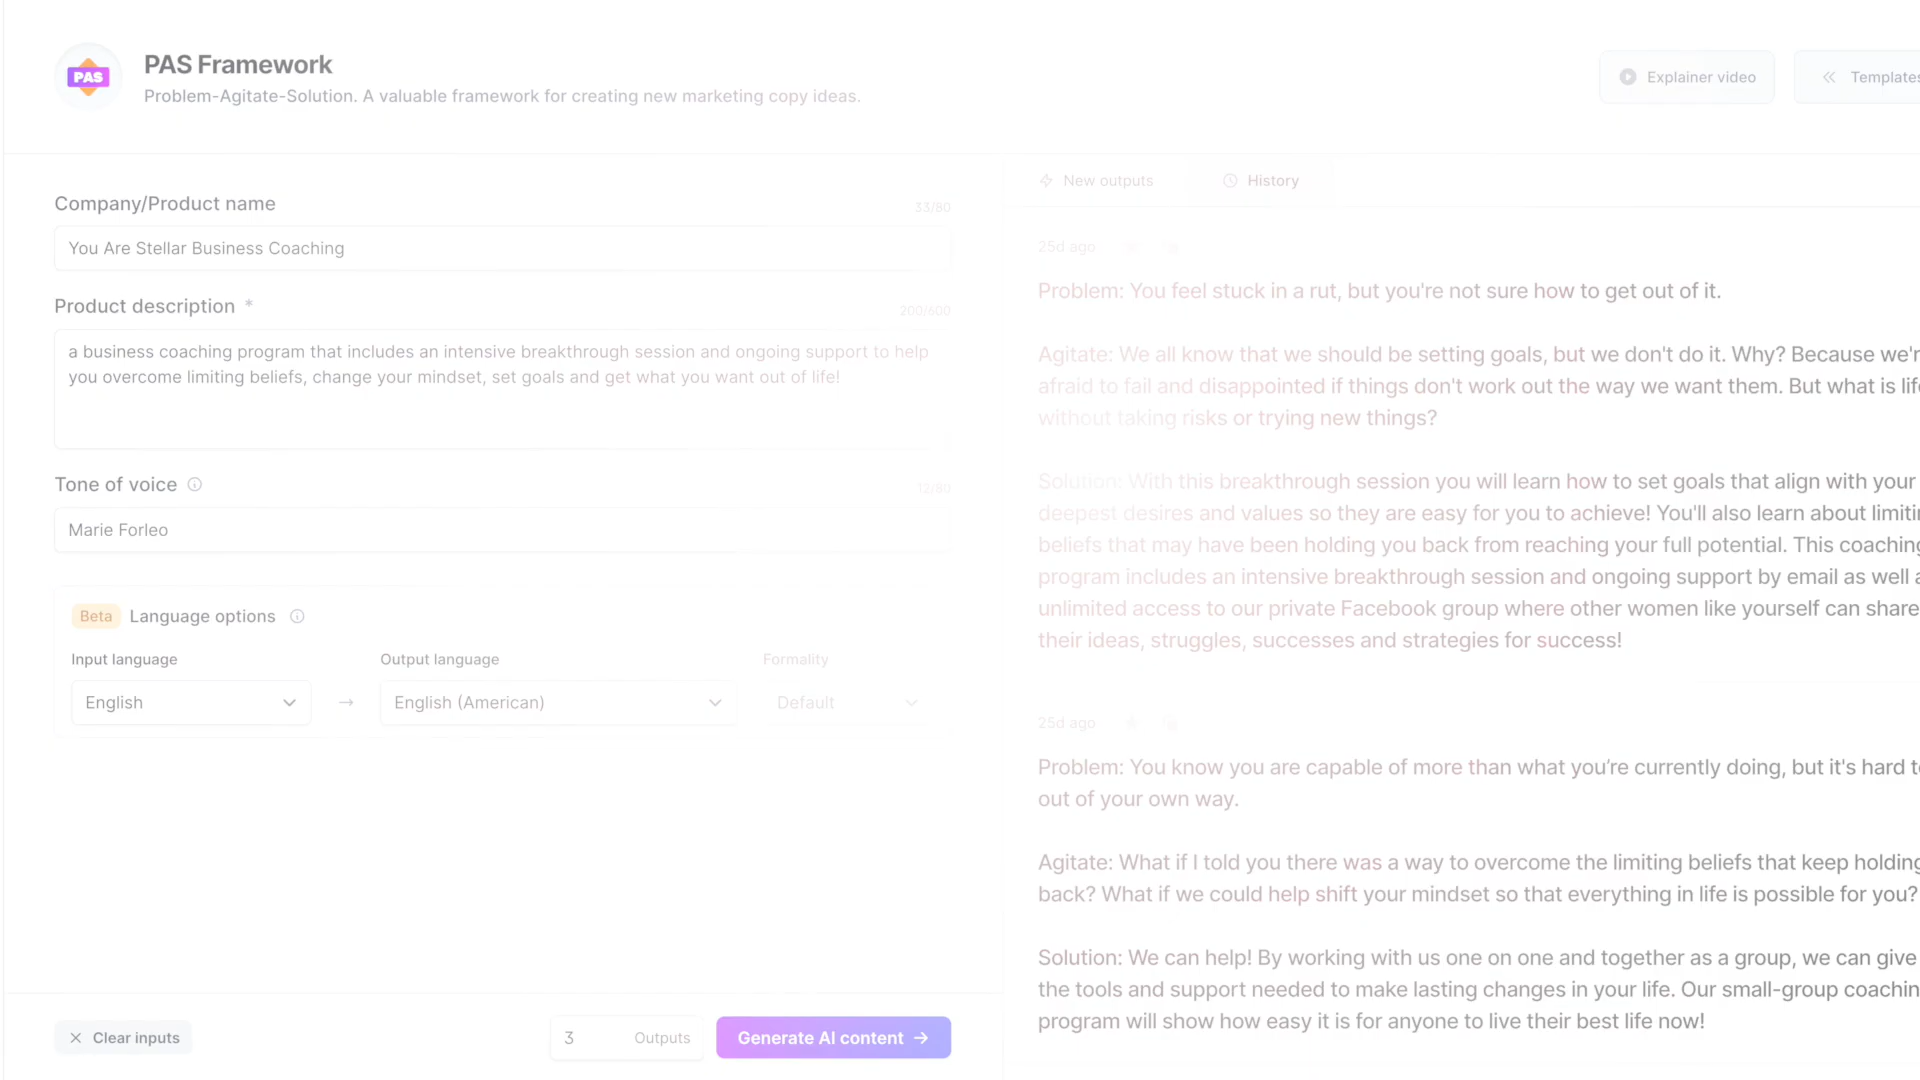 PAS
PAS Framework
Problem-Agitate-Solution. A valuable framework for creating new marketing copy ideas.
Explainer video
Templates
Company/Product name
33/80
You Are Stellar Business Coaching
Product description *
200/600
a business coaching program that includes an intensive breakthrough session and ongoing support to help
you overcome limiting beliefs, change your mindset, set goals and get what you want out of life!
Tone of voice
12/80
Marie Forleo
Beta Language options
Input language
Output language
Formality
English
English (American)
Default
Clear inputs
3 Outputs
Generate AI content
New outputs
History
25d ago
Problem: You feel stuck in a rut, but you're not sure how to get out of it.
Agitate: We all know that we should be setting goals, but we don't do it. Why? Because we'r
afraid to fail and disappointed if things don't work out the way we want them. But what is life
without taking risks or trying new things?
Solution: With this breakthrough session you will learn how to set goals that align with your
deepest desires and values so they are easy for you to achieve! You'll also learn about limiti
beliefs that may have been holding you back from reaching your full potential. This coaching
program includes an intensive breakthrough session and ongoing support by email as well a
unlimited access to our private Facebook group where other women like yourself can share
their ideas, struggles, successes and strategies for success!
25d ago
Problem: You know you are capable of more than what you’re currently doing, but it's hard t
out of your own way.
Agitate: What if I told you there was a way to overcome the limiting beliefs that keep holding
back? What if we could help shift your mindset so that everything in life is possible for you?
Solution: We can help! By working with us one on one and together as a group, we can give
the tools and support needed to make lasting changes in your life. Our small-group coachin
program will show how easy it is for anyone to live their best life now!